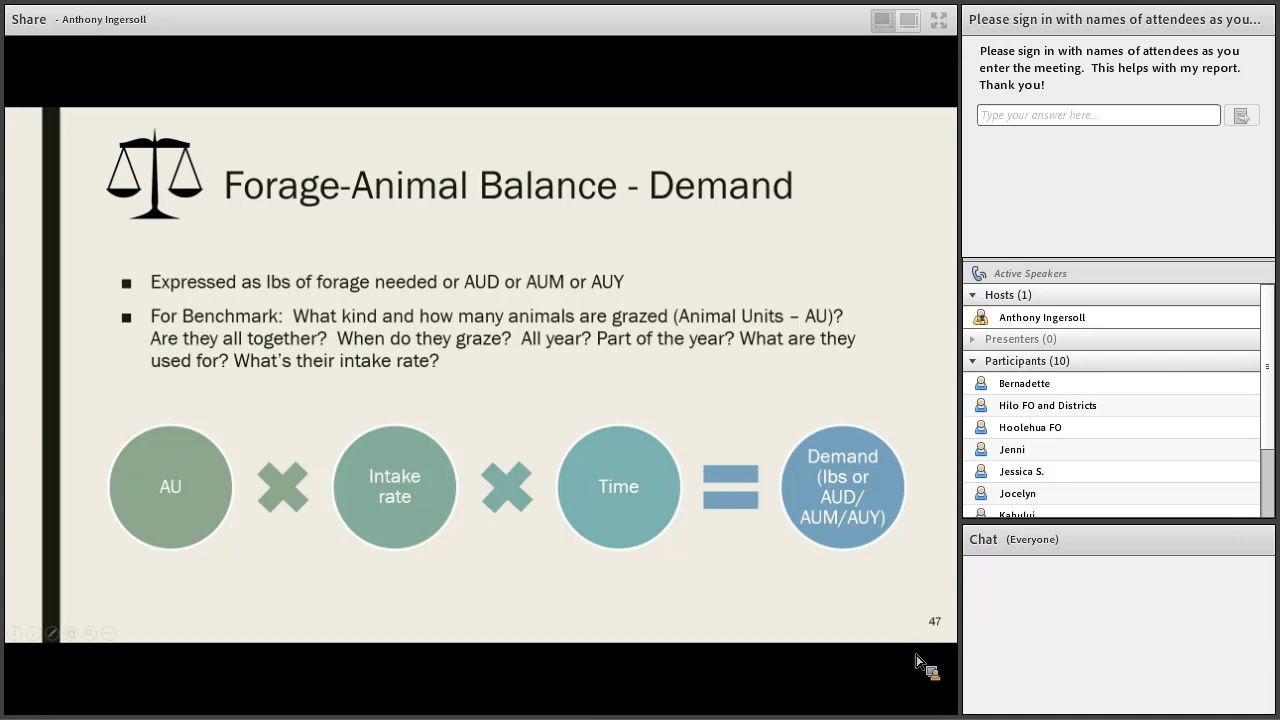 Share - Anthony Ingersoll
Forage-Animal Balance - Demand
■ Expressed as lbs of forage needed or AUD or AUM or AUY
■ For Benchmark: What kind and how many animals are grazed (Animal Units – AU)?
Are they all together? When do they graze? All year? Part of the year? What are they
used for? What's their intake rate?
AU
Intake
rate
Time
Demand
(lbs or
AUD/
AUM/AUY)
47
Please sign in with names of attendees as you...
Please sign in with names of attendees as you
enter the meeting. This helps with my report.
Thank you!
Type your answer here...
Active Speakers
Hosts (1)
Anthony Ingersoll
Presenters (0)
Participants (10)
Bernadette
Hilo FO and Districts
Hoolehua FO
Jenni
Jessica S.
Jocelyn
Kahului
Chat (Everyone)